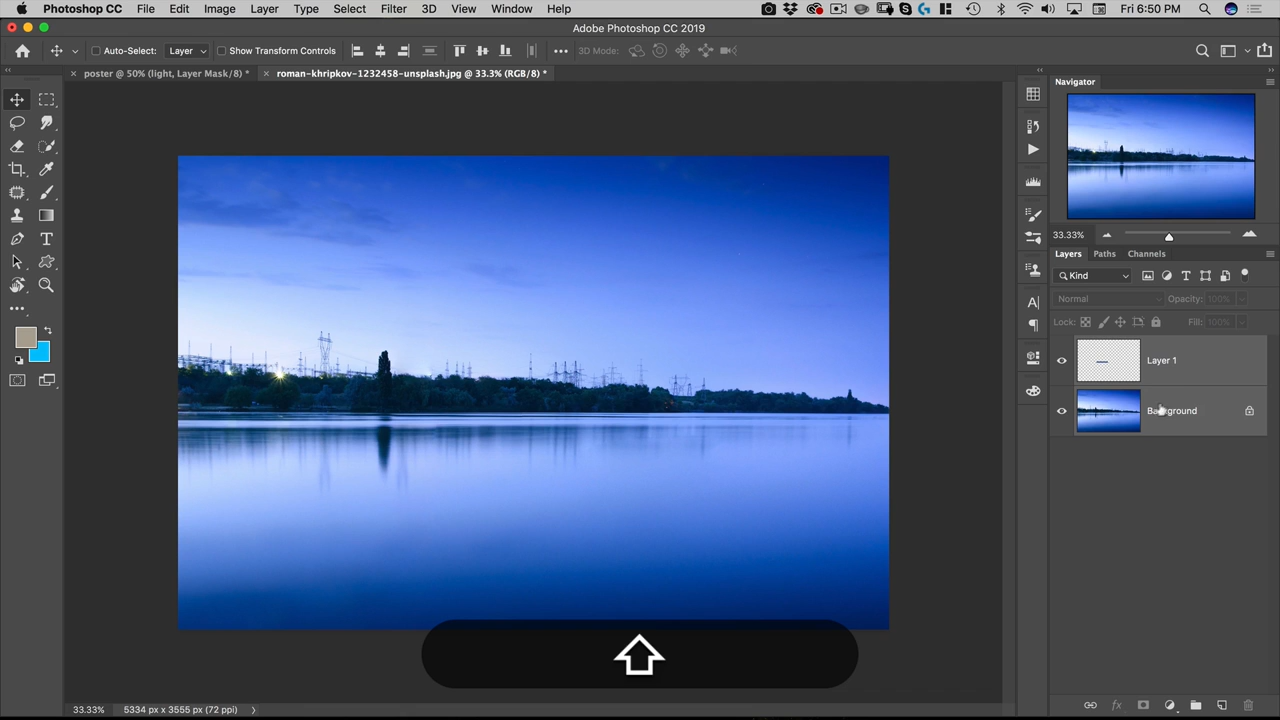 Photoshop CC File Edit Image Layer Type Select Filter 3D View Window Help Fri 6:50 PM
Adobe Photoshop CC 2019
Auto-Select: Layer Show Transform Controls 3D Mode:
poster @ 50% (light, Layer Mask/8) * roman-khripkov-1232458-unsplash.jpg @ 33.3% (RGB/8) *
Navigator
33.33%
Layers Paths Channels
Kind
Normal Opacity: 100%
Lock: Fill: 100%
Layer 1
Background
33.33% 5334 px x 3555 px (72 ppi)